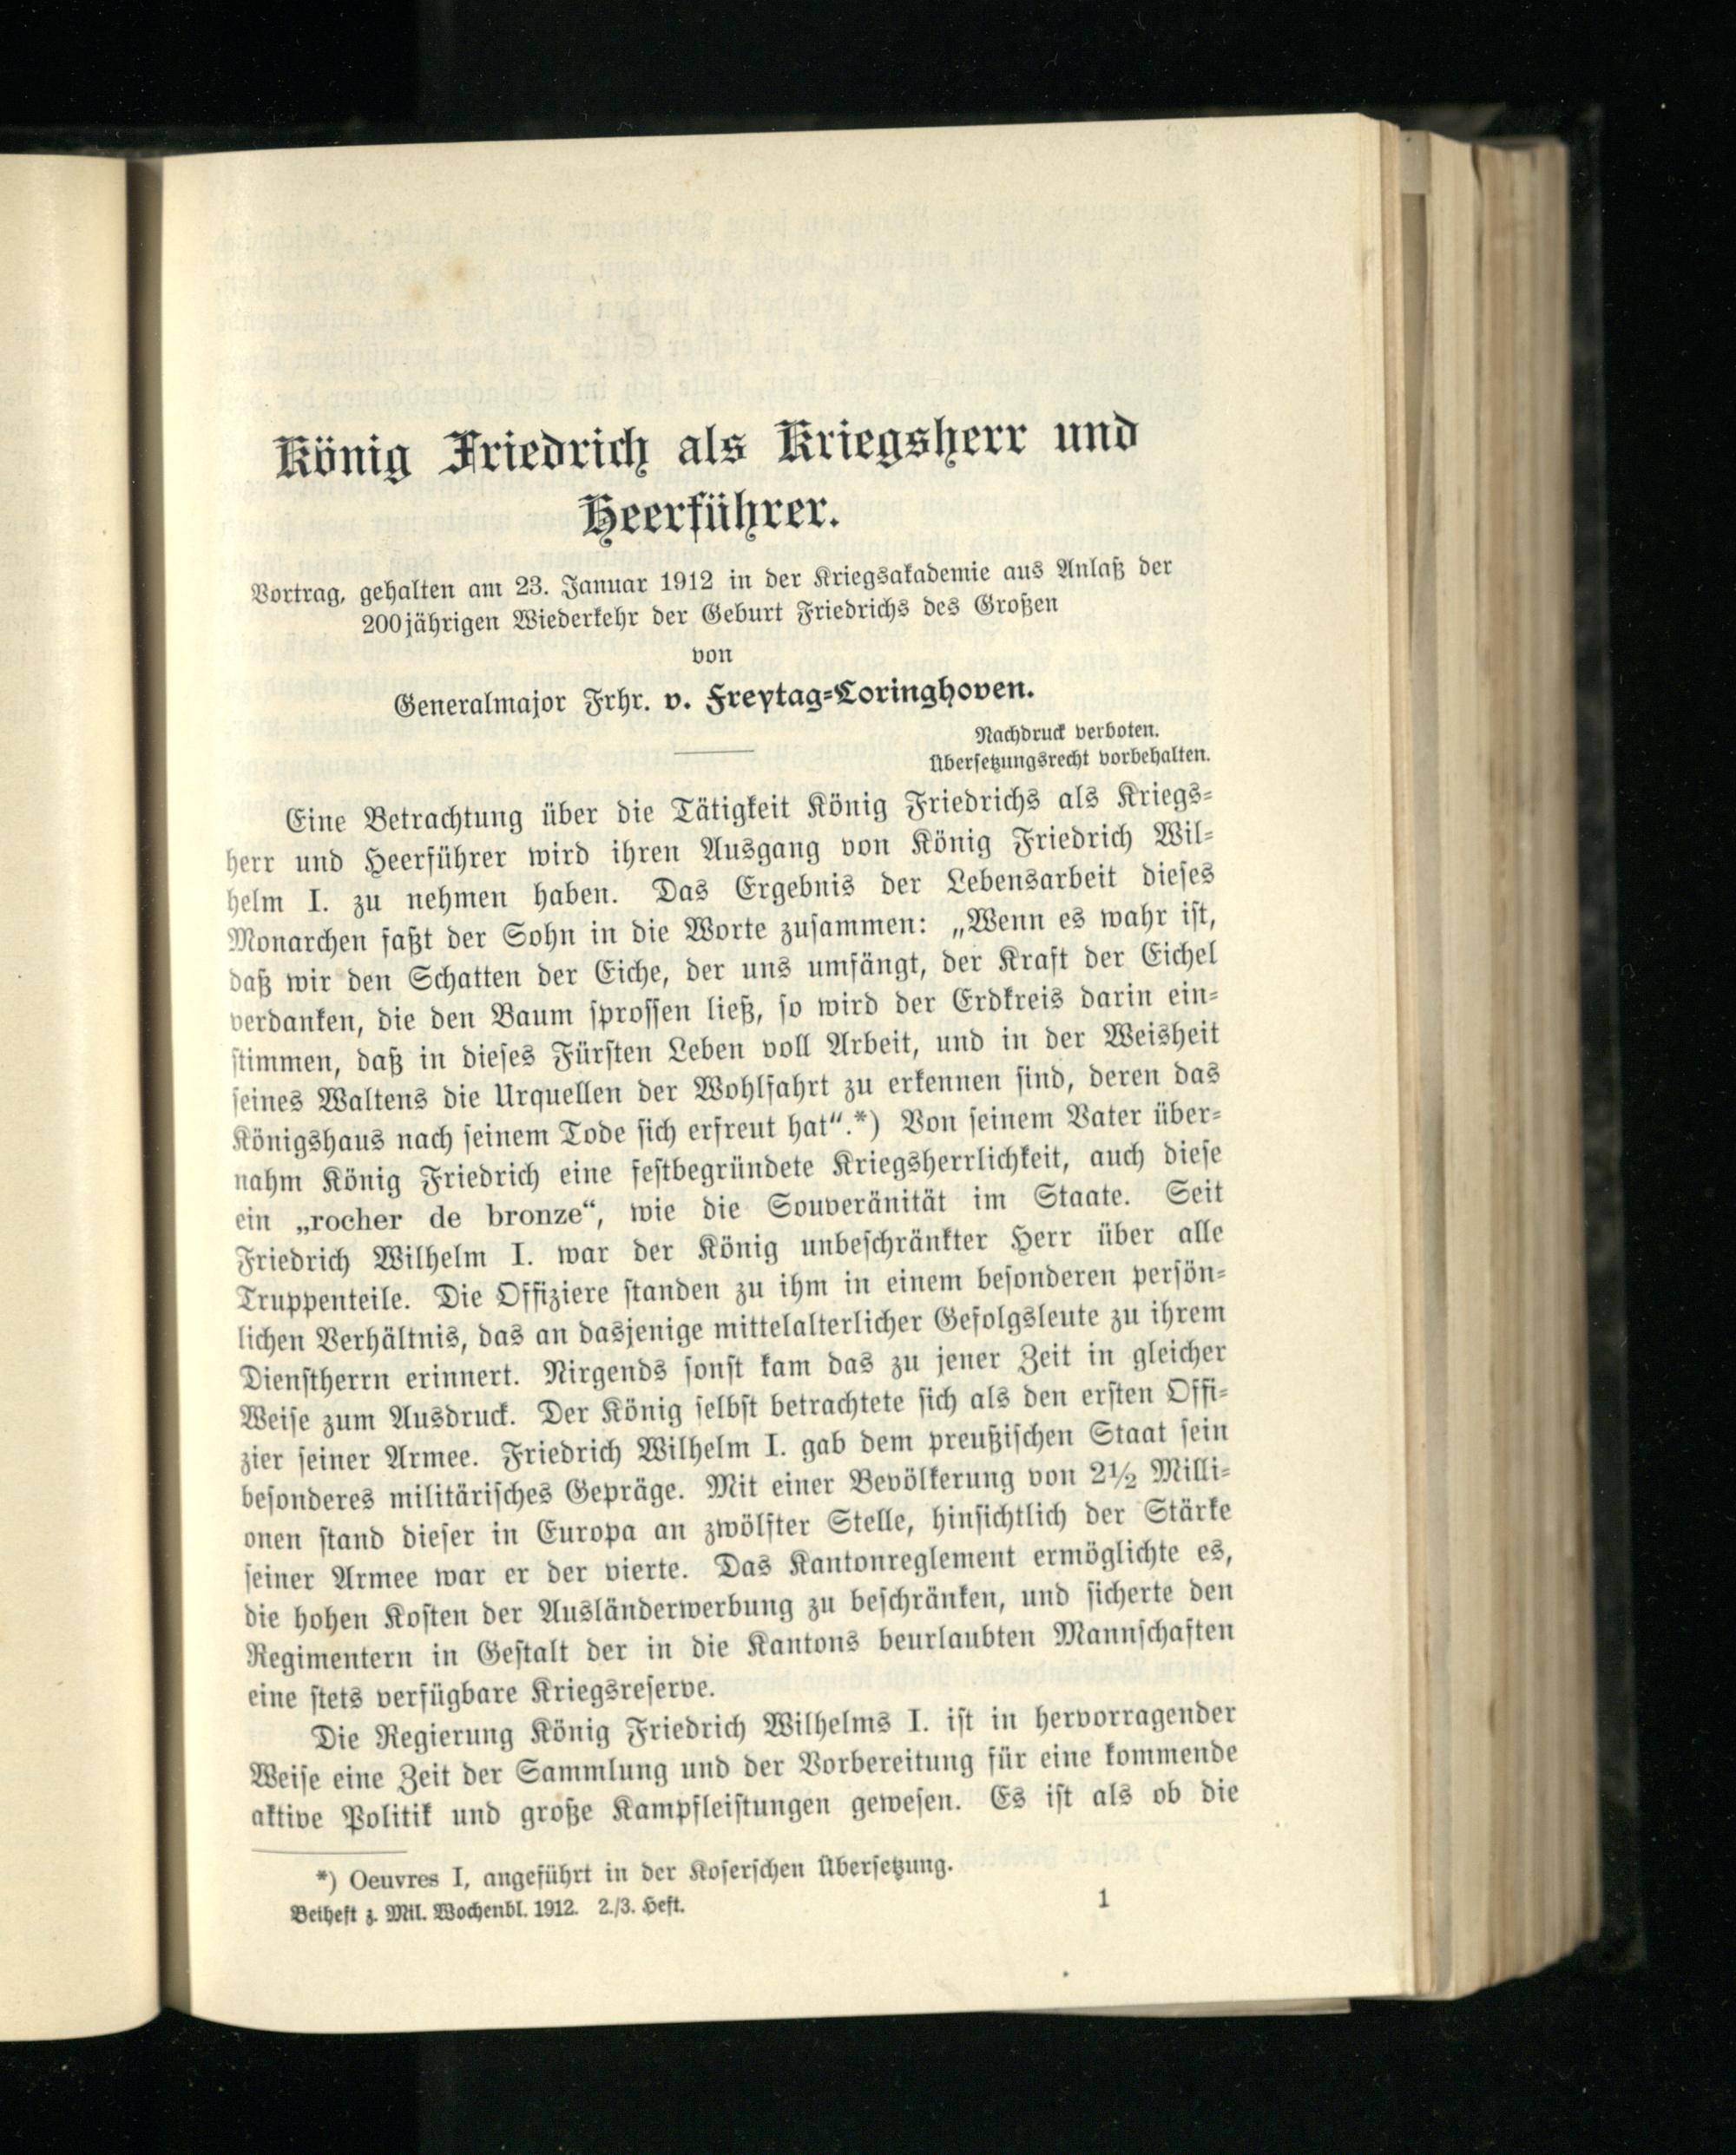 König Friedrich als Kriegsherr und
Heerführer.
Vortrag, gehalten am 23. Januar 1912 in der Kriegsakademie aus Anlaß der
200jährigen Wiederkehr der Geburt Friedrichs des Großen
von
Generalmajor Frhr. v. Freytag-Loringhoven.
Nachdruck verboten.
Übersetzungsrecht vorbehalten.
Eine Betrachtung über die Tätigkeit König Friedrichs als Kriegs-
herr und Heerführer wird ihren Ausgang von König Friedrich Wil-
helm I. zu nehmen haben. Das Ergebnis der Lebensarbeit dieses
Monarchen faßt der Sohn in die Worte zusammen: „Wenn es wahr ist,
daß wir den Schatten der Eiche, der uns umfängt, der Kraft der Eichel
verdanken, die den Baum sprossen ließ, so wird der Erdkreis darin ein-
stimmen, daß in dieses Fürsten Leben voll Arbeit, und in der Weisheit
seines Waltens die Urquellen der Wohlfahrt zu erkennen sind, deren das
Königshaus nach seinem Tode sich erfreut hat“.*) Von seinem Vater über-
nahm König Friedrich eine festbegründete Kriegsherrlichkeit, auch diese
ein „rocher de bronze“, wie die Souveränität im Staate. Seit
Friedrich Wilhelm I. war der König unbeschränkter Herr über alle
Truppenteile. Die Offiziere standen zu ihm in einem besonderen persön-
lichen Verhältnis, das an dasjenige mittelalterlicher Gefolgsleute zu ihrem
Dienstherrn erinnert. Nirgends sonst kam das zu jener Zeit in gleicher
Weise zum Ausdruck. Der König selbst betrachtete sich als den ersten Offi-
zier seiner Armee. Friedrich Wilhelm I. gab dem preußischen Staat sein
besonderes militärisches Gepräge. Mit einer Bevölkerung von 2½ Milli-
onen stand dieser in Europa an zwölfter Stelle, hinsichtlich der Stärke
seiner Armee war er der vierte. Das Kantonreglement ermöglichte es,
die hohen Kosten der Ausländerwerbung zu beschränken, und sicherte den
Regimentern in Gestalt der in die Kantons beurlaubten Mannschaften
eine stets verfügbare Kriegsreserve.
Die Regierung König Friedrich Wilhelms I. ist in hervorragender
Weise eine Zeit der Sammlung und der Vorbereitung für eine kommende
aktive Politik und große Kampfleistungen gewesen. Es ist als ob die
*) Oeuvres I, angeführt in der Koserschen Übersetzung.
Beiheft z. Mil. Wochenbl. 1912. 2./3. Heft.
1